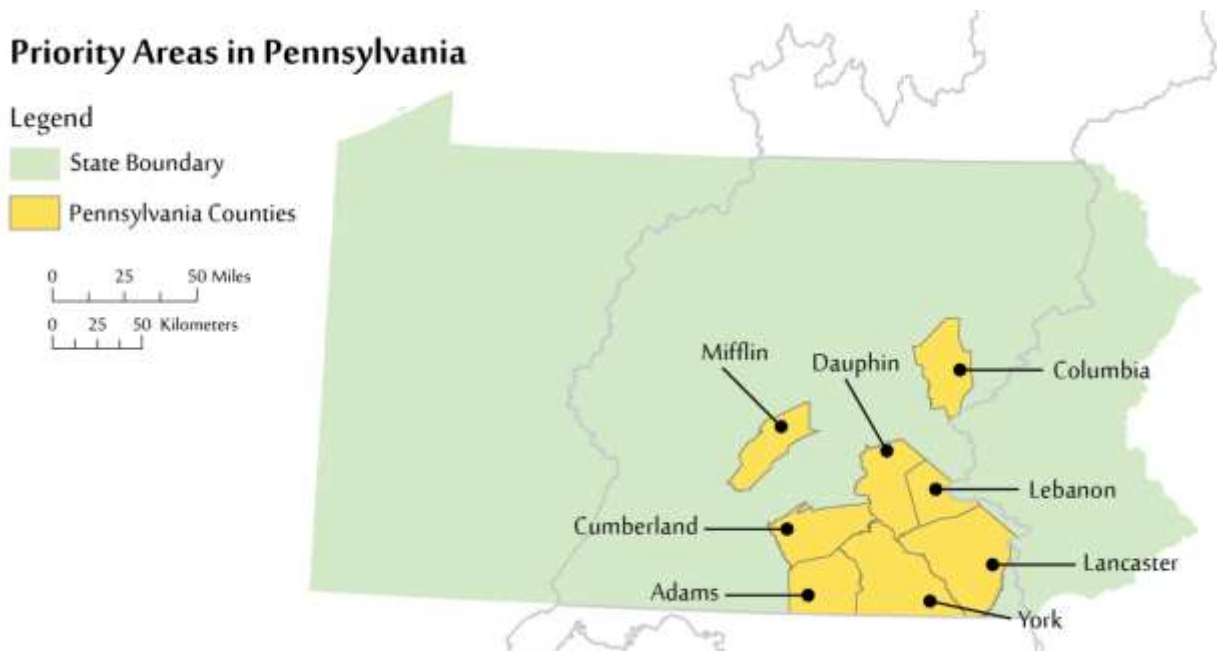 Priority Areas in Pennsylvania
Legend
State Boundary
Pennsylvania Counties
0 25 50 Miles
0 25 50 Kilometers
Mifflin
Dauphin
Columbia
Lebanon
Cumberland
Lancaster
Adams
York